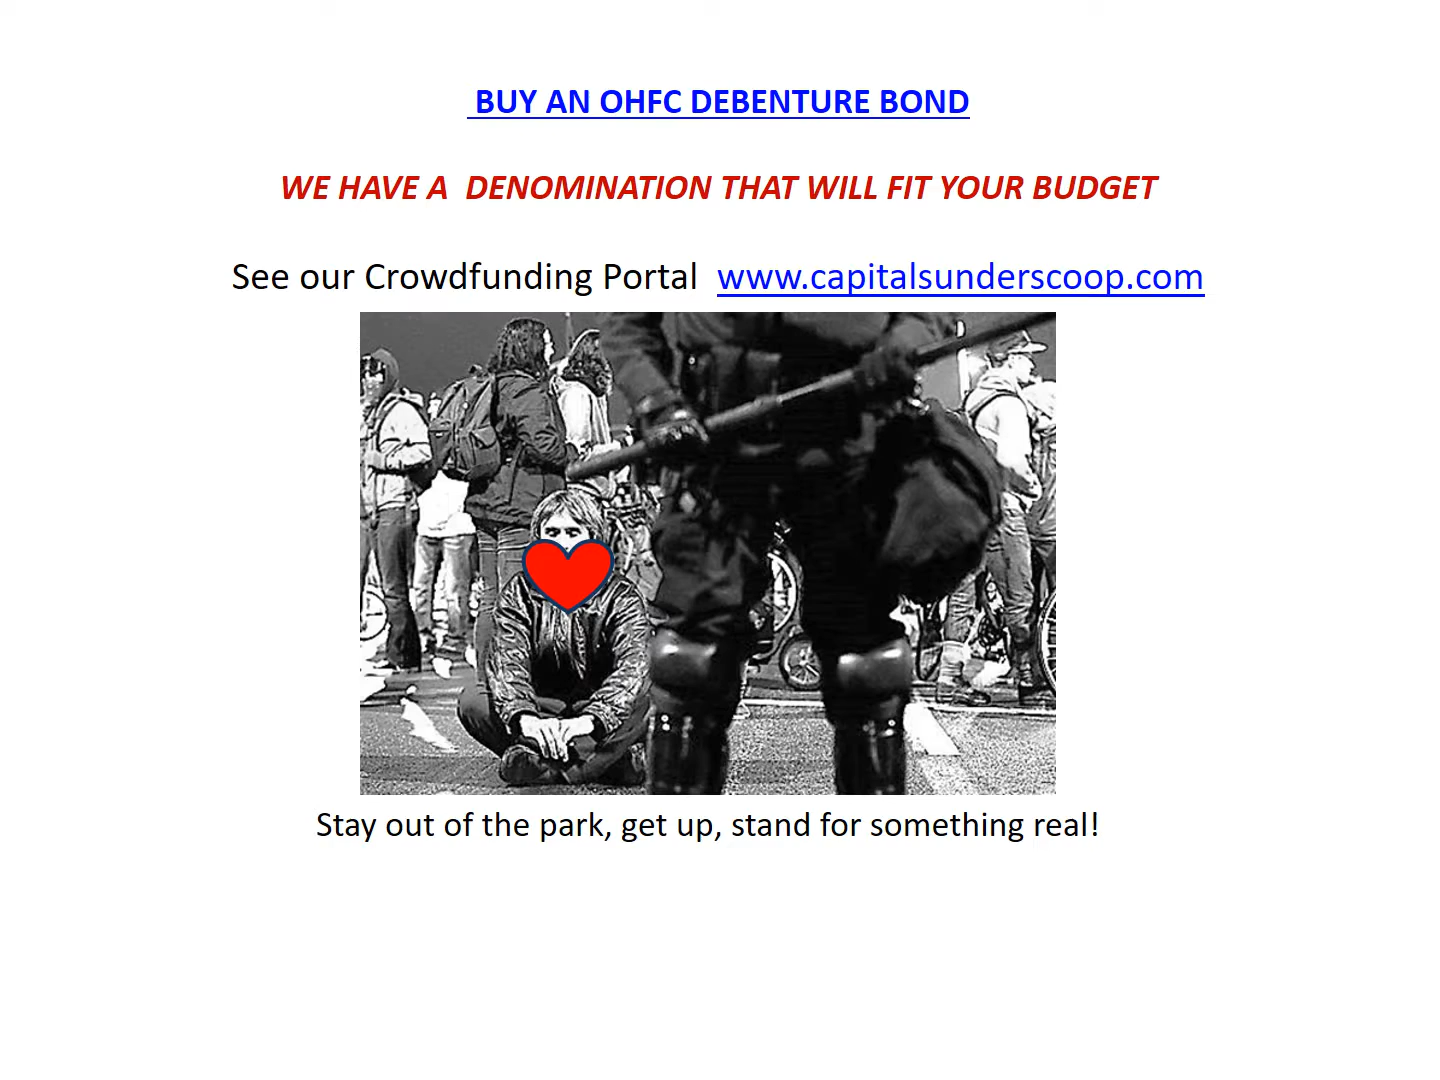 BUY AN OHFC DEBENTURE BOND
WE HAVE A DENOMINATION THAT WILL FIT YOUR BUDGET
See our Crowdfunding Portal www.capitalsunderscoop.com
Stay out of the park, get up, stand for something real!